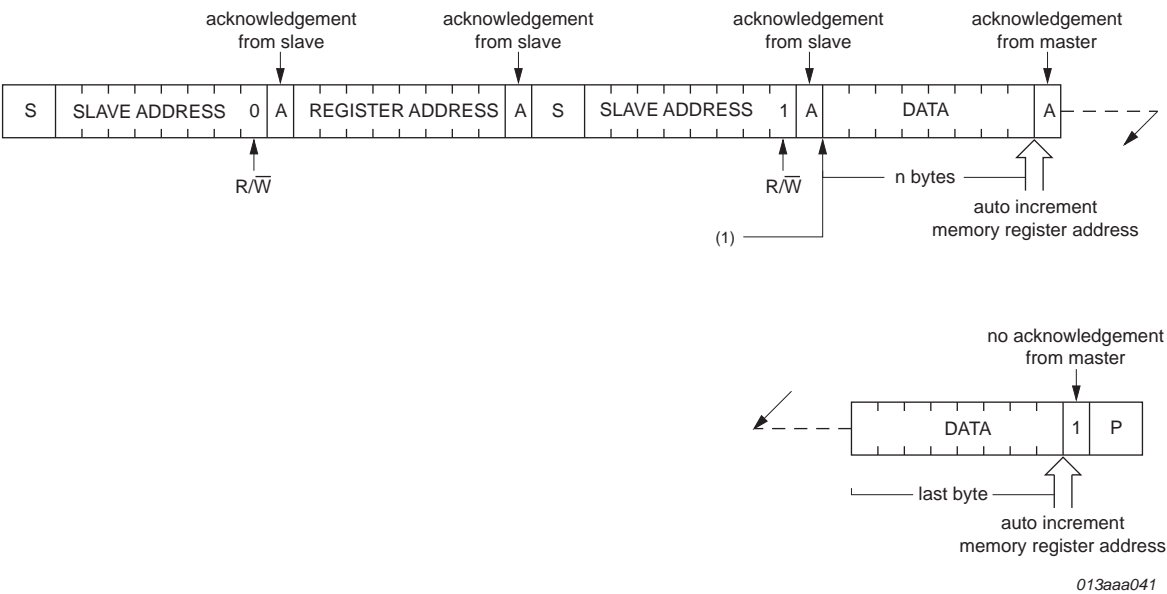 acknowledgement acknowledgement acknowledgement acknowledgement
from slave from slave from slave from master
S SLAVE ADDRESS 0 A REGISTER ADDRESS A S SLAVE ADDRESS 1 A DATA A
R/W̅ R/W̅ n bytes
auto increment
memory register address
(1)
no acknowledgement
from master
DATA 1 P
last byte
auto increment
memory register address
013aaa041